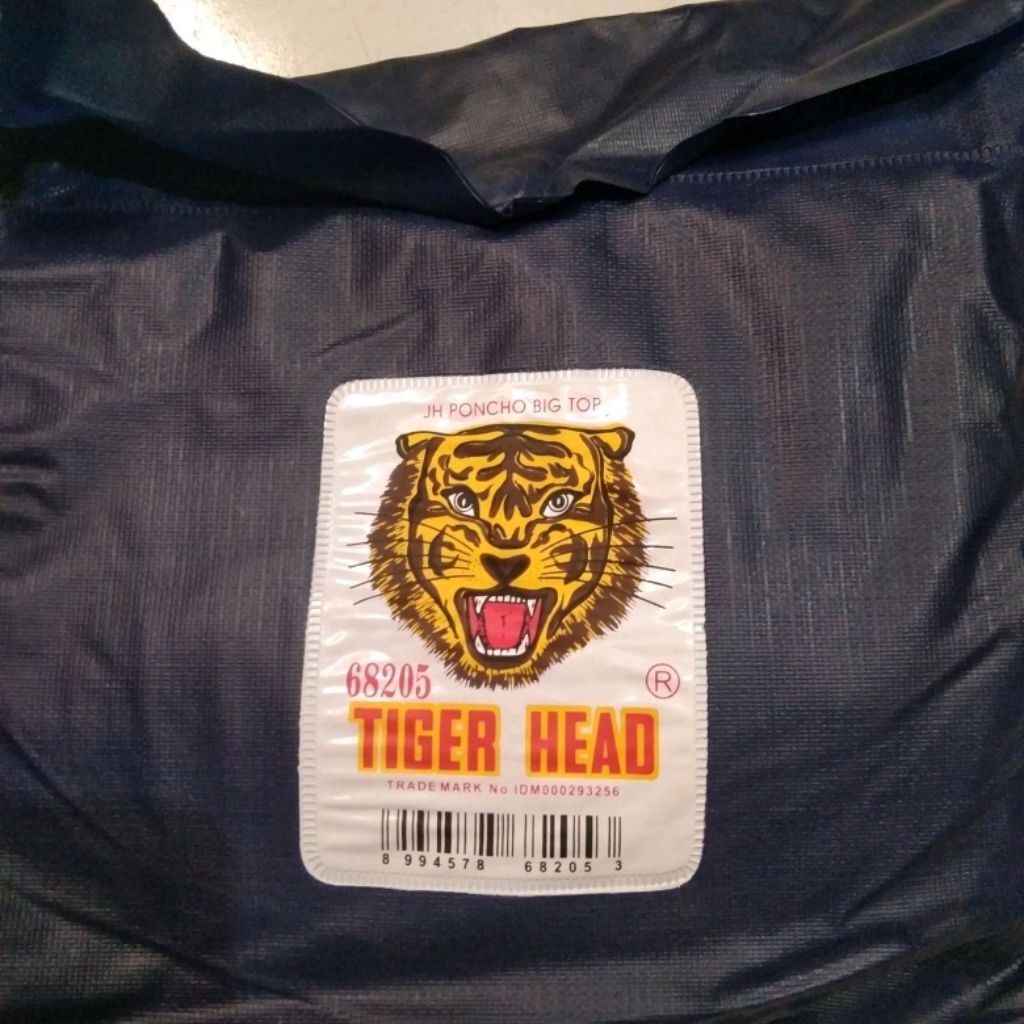 JH PONCHO BIG TOP
68205
®
TIGER HEAD
TRADEMARK No IDM000293256
8 994578 68205 3